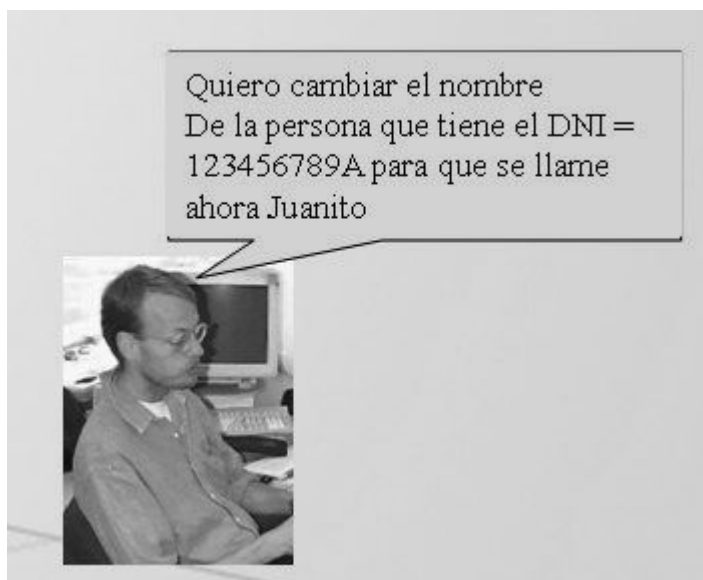 Quiero cambiar el nombre
De la persona que tiene el DNI =
123456789A para que se llame
ahora Juanito